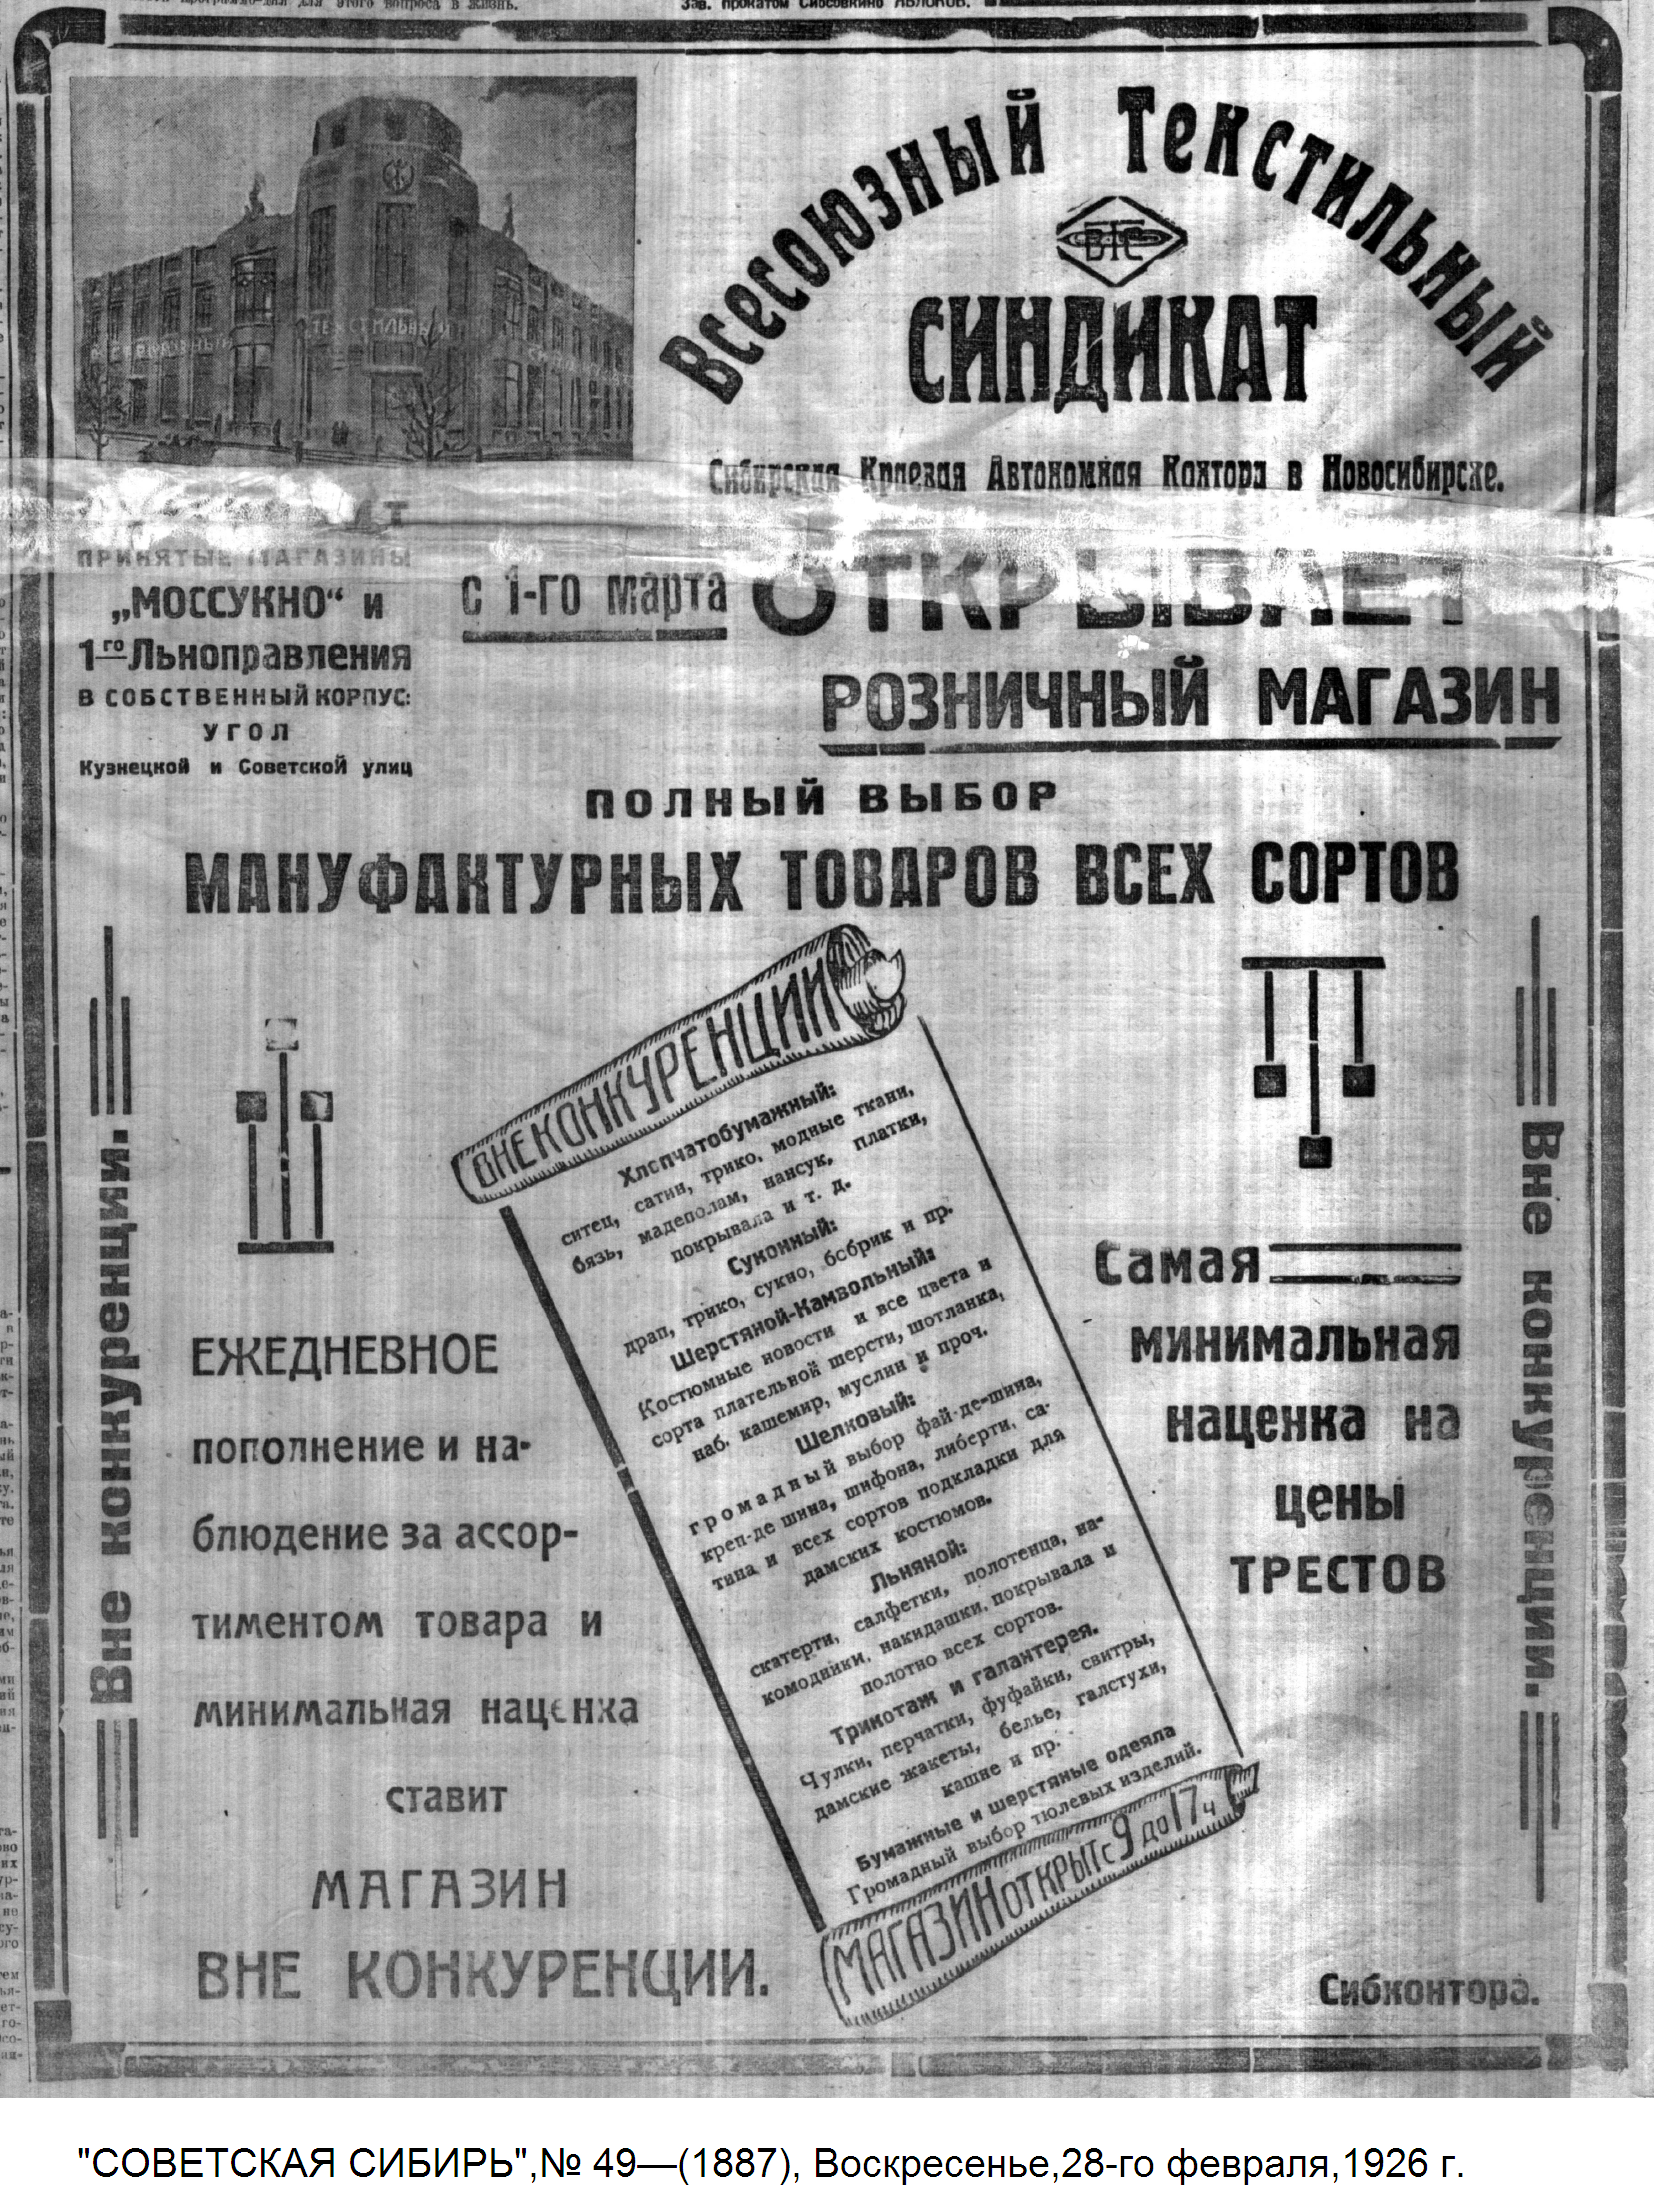 Зав. прокатом Сибсовкино ЯБЛОКОВ.
Всесоюзный Текстильный
ВТС
СИНДИКАТ
Сибирская Краевая Автономная Контора в Новосибирске.
ТЕКСТИЛЬНЫЙ
ПРИНЯТЫЕ МАГАЗИНЫ
„МОССУКНО“ и
1го Льноправления
В СОБСТВЕННЫЙ КОРПУС:
УГОЛ
Кузнецкой и Советской улиц
с 1-го марта ОТКРЫВАЕТ
РОЗНИЧНЫЙ МАГАЗИН
ПОЛНЫЙ ВЫБОР
МАНУФАКТУРНЫХ ТОВАРОВ ВСЕХ СОРТОВ
Вне конкуренции.
ЕЖЕДНЕВНОЕ
пополнение и на-
блюдение за ассор-
тиментом товара и
минимальная наценка
ставит
МАГАЗИН
ВНЕ КОНКУРЕНЦИИ.
ВНЕ КОНКУРЕНЦИИ
Хлопчатобумажный:
ситец, сатин, трико, модные ткани,
бязь, мадеполам, нансук, платки,
покрывала и т. д.
Суконный:
драп, трико, сукно, бобрик и пр.
Шерстяной-Камвольный:
Костюмные новости и все цвета и
сорта плательной шерсти, шотланка,
наб. кашемир, муслин и проч.
Шелковый:
громадный выбор фай-де-шина,
креп-де шина, шифона, либерти, са-
тина и всех сортов подкладки для
дамских костюмов.
Льняной:
скатерти, салфетки, полотенца, на-
комодники, накидашки, покрывала и
полотно всех сортов.
Трикотаж и галантерея.
Чулки, перчатки, фуфайки, свитры,
дамские жакеты, белье, галстухи,
кашне и пр.
Бумажные и шерстяные одеяла
Громадный выбор тюлевых изделий.
МАГАЗИН ОТКРЫТ с 9 до 17 ч
Самая
минимальная
наценка на
цены
ТРЕСТОВ
Вне конкуренции.
Сибконтора.
"СОВЕТСКАЯ СИБИРЬ",№ 49—(1887), Воскресенье,28-го февраля,1926 г.